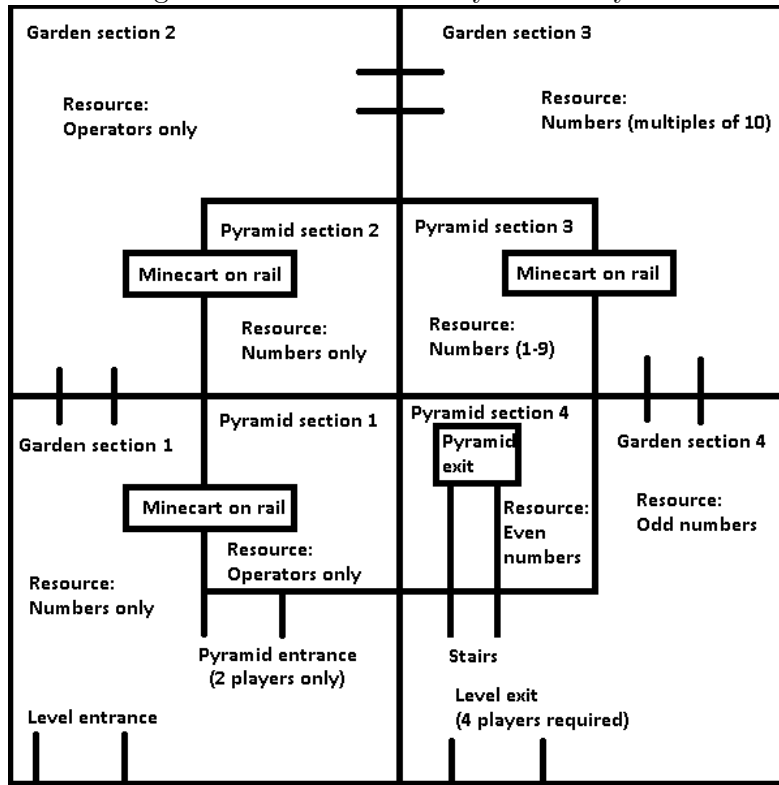 Garden section 2
Garden section 3
Resource:
Operators only
Resource:
Numbers (multiples of 10)
Pyramid section 2
Pyramid section 3
Minecart on rail
Minecart on rail
Resource:
Numbers only
Resource:
Numbers (1-9)
Garden section 1
Pyramid section 1
Pyramid section 4
Garden section 4
Pyramid
exit
Minecart on rail
Resource:
Even
numbers
Resource:
Odd numbers
Resource:
Operators only
Resource:
Numbers only
Pyramid entrance
(2 players only)
Stairs
Level entrance
Level exit
(4 players required)